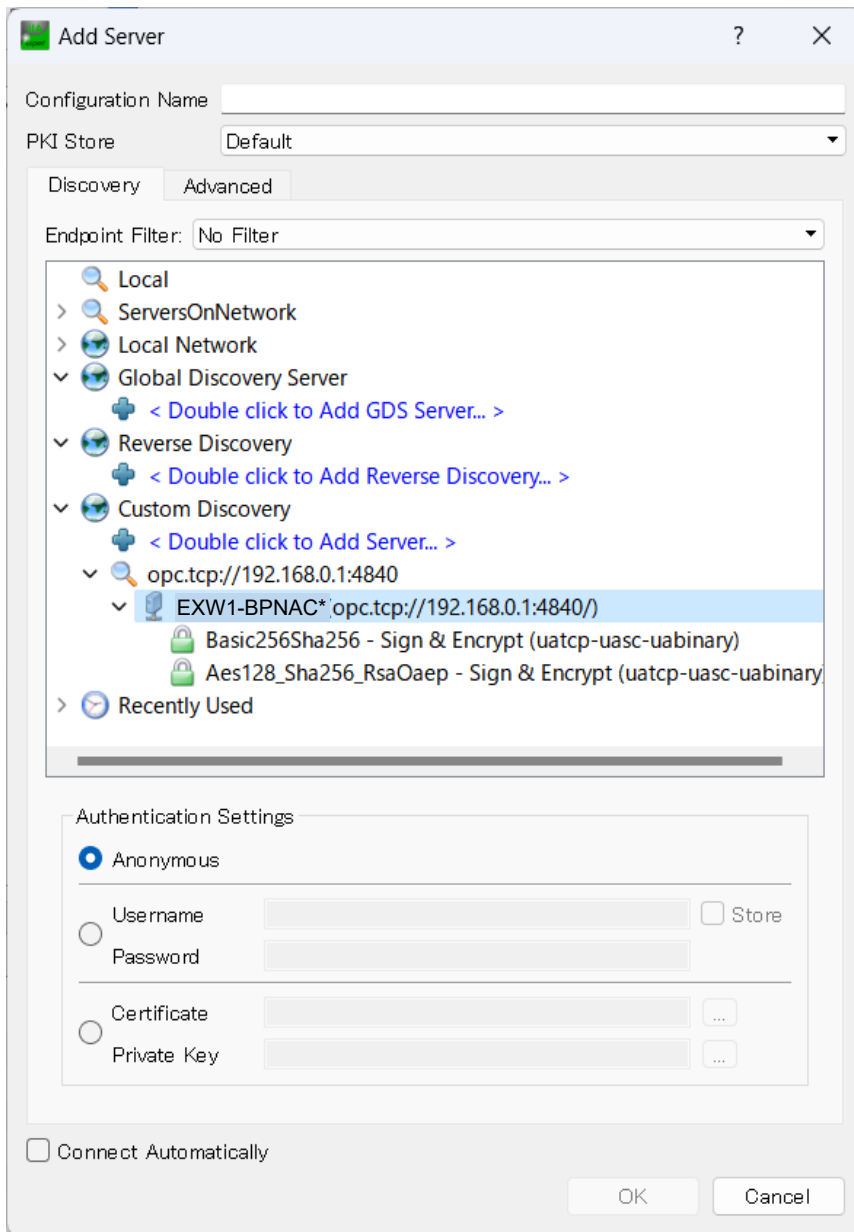 Add Server
Configuration Name
PKI Store Default
Discovery Advanced
Endpoint Filter: No Filter
Local
ServersOnNetwork
Local Network
Global Discovery Server
< Double click to Add GDS Server... >
Reverse Discovery
< Double click to Add Reverse Discovery... >
Custom Discovery
< Double click to Add Server... >
opc.tcp://192.168.0.1:4840
EXW1-BPNAC* (opc.tcp://192.168.0.1:4840/)
Basic256Sha256 - Sign & Encrypt (uatcp-uasc-uabinary)
Aes128_Sha256_RsaOaep - Sign & Encrypt (uatcp-uasc-uabinary
Recently Used
Authentication Settings
Anonymous
Username Store
Password
Certificate ...
Private Key ...
Connect Automatically
OK Cancel